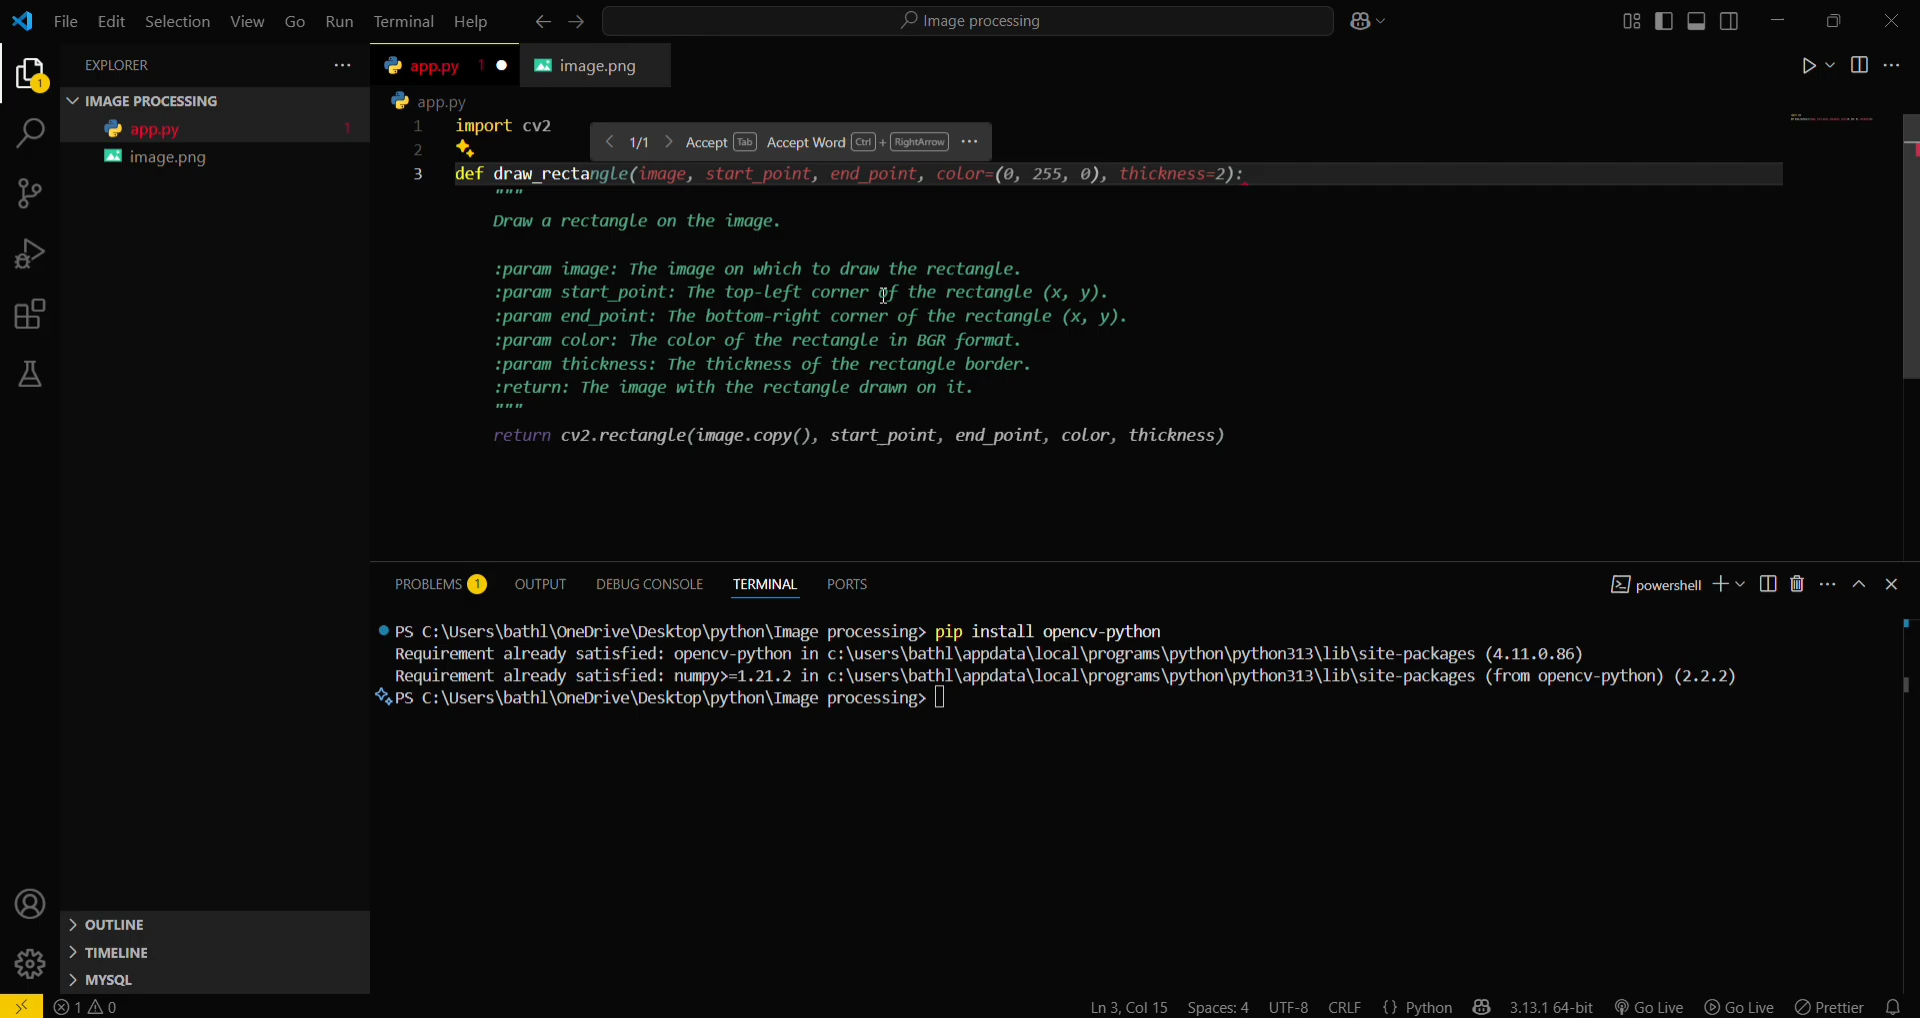 File Edit Selection View Go Run Terminal Help
Image processing
EXPLORER
1
IMAGE PROCESSING
app.py 1
image.png
app.py 1
image.png
app.py
1 import cv2
1/1 Accept Tab Accept Word Ctrl + RightArrow
2
3 def draw_rectangle(image, start_point, end_point, color=(0, 255, 0), thickness=2):
"""
Draw a rectangle on the image.
:param image: The image on which to draw the rectangle.
:param start_point: The top-left corner of the rectangle (x, y).
:param end_point: The bottom-right corner of the rectangle (x, y).
:param color: The color of the rectangle in BGR format.
:param thickness: The thickness of the rectangle border.
:return: The image with the rectangle drawn on it.
"""
return cv2.rectangle(image.copy(), start_point, end_point, color, thickness)
PROBLEMS 1 OUTPUT DEBUG CONSOLE TERMINAL PORTS
powershell
PS C:\Users\bathl\OneDrive\Desktop\python\Image processing> pip install opencv-python
Requirement already satisfied: opencv-python in c:\users\bathl\appdata\local\programs\python\python313\lib\site-packages (4.11.0.86)
Requirement already satisfied: numpy>=1.21.2 in c:\users\bathl\appdata\local\programs\python\python313\lib\site-packages (from opencv-python) (2.2.2)
PS C:\Users\bathl\OneDrive\Desktop\python\Image processing>
OUTLINE
TIMELINE
MYSQL
1 0
Ln 3, Col 15 Spaces: 4 UTF-8 CRLF {} Python 3.13.1 64-bit Go Live Go Live Prettier